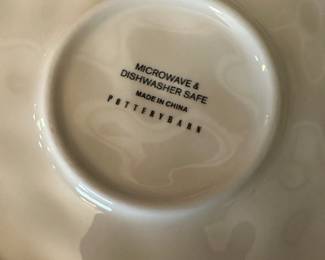 MICROWAVE &
DISHWASHER SAFE
MADE IN CHINA
POTTERYBARN